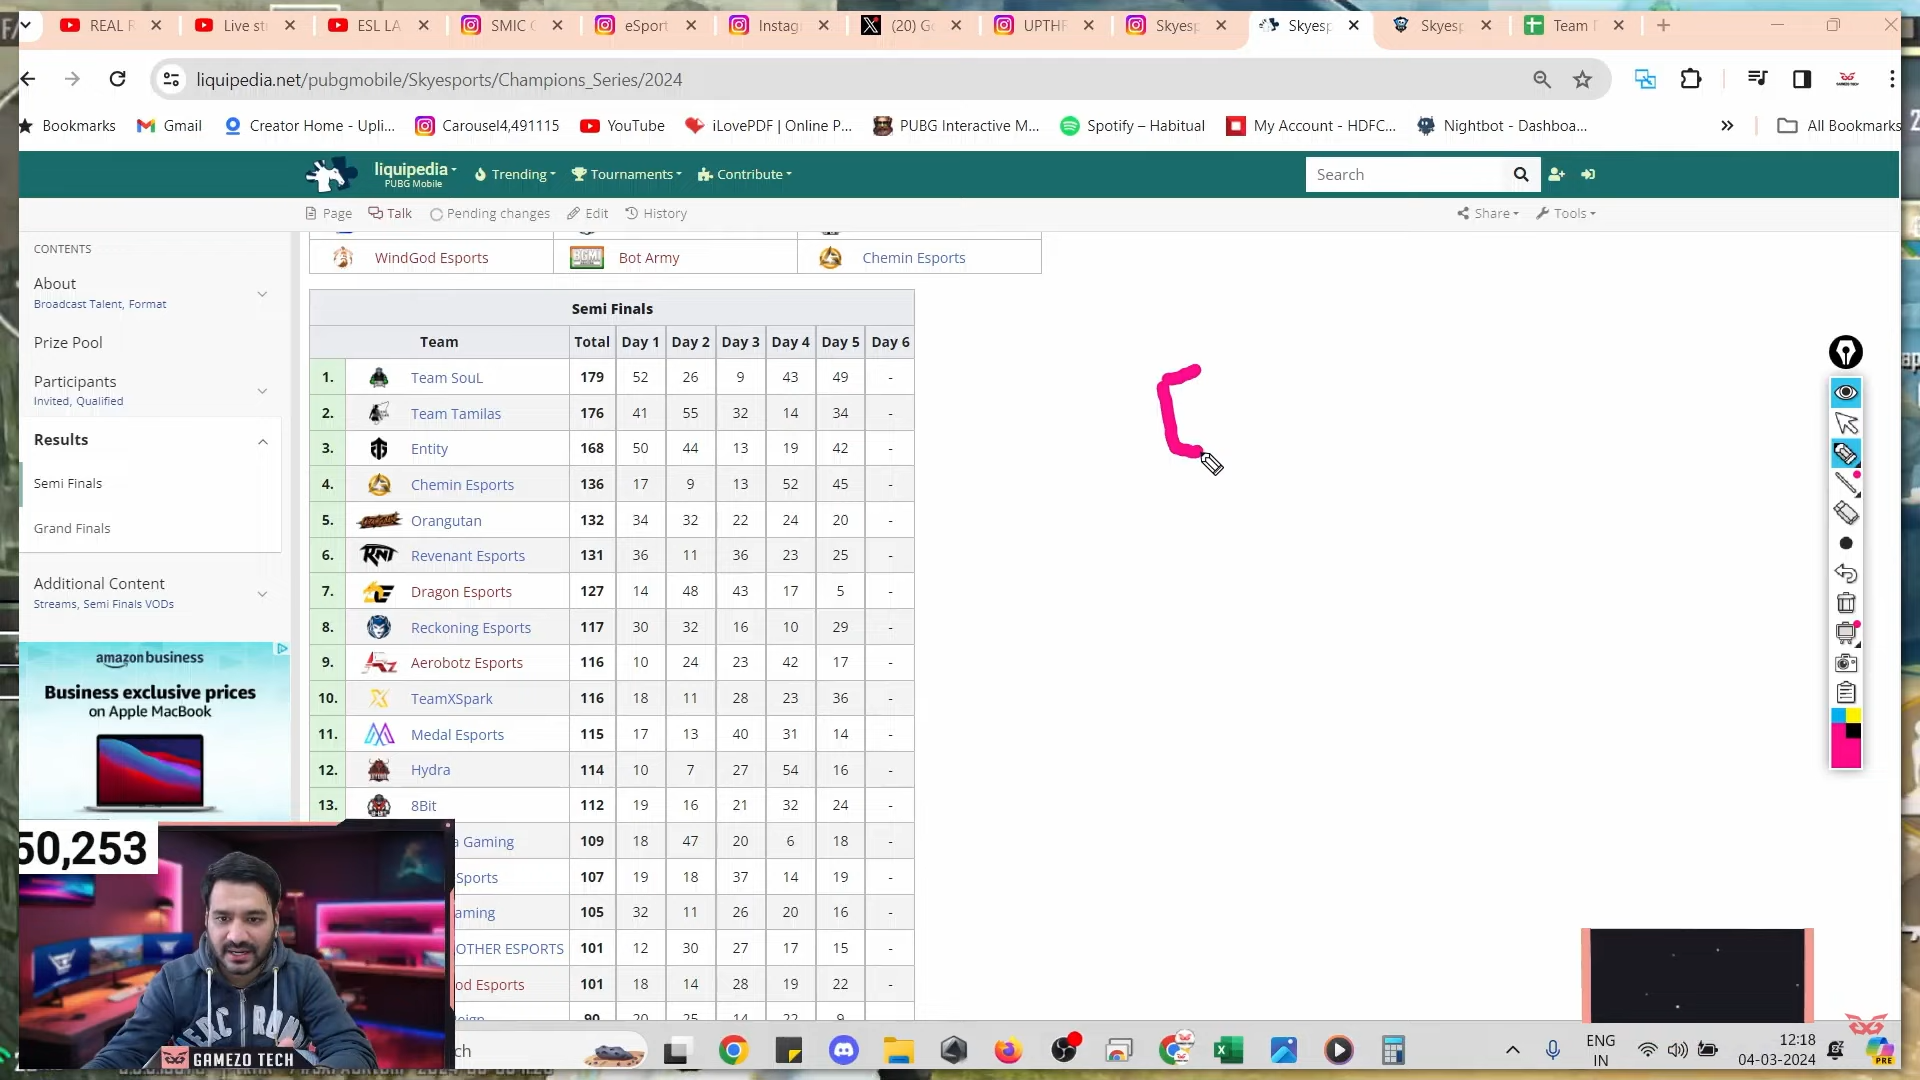 REAL R
Live st
ESL LA
SMIC
eSport
Instag
(20) G
UPTHR
Skyesp
Skyesp
Skyesp
Team
liquipedia.net/pubgmobile/Skyesports/Champions_Series/2024
Bookmarks
Gmail
Creator Home - Upli...
Carousel4,491115
YouTube
iLovePDF | Online P...
PUBG Interactive M...
Spotify – Habitual
My Account - HDFC...
Nightbot - Dashboa...
All Bookmarks
liquipedia
PUBG Mobile
Trending
Tournaments
Contribute
Search
Page
Talk
Pending changes
Edit
History
Share
Tools
CONTENTS
About
Broadcast Talent, Format
Prize Pool
Participants
Invited, Qualified
Results
Semi Finals
Grand Finals
Additional Content
Streams, Semi Finals VODs
amazon business
Business exclusive prices
on Apple MacBook
WindGod Esports
Bot Army
Chemin Esports
Semi Finals
Team Total Day 1 Day 2 Day 3 Day 4 Day 5 Day 6
1. Team SouL 179 52 26 9 43 49 -
2. Team Tamilas 176 41 55 32 14 34 -
3. Entity 168 50 44 13 19 42 -
4. Chemin Esports 136 17 9 13 52 45 -
5. Orangutan 132 34 32 22 24 20 -
6. Revenant Esports 131 36 11 36 23 25 -
7. Dragon Esports 127 14 48 43 17 5 -
8. Reckoning Esports 117 30 32 16 10 29 -
9. Aerobotz Esports 116 10 24 23 42 17 -
10. TeamXSpark 116 18 11 28 23 36 -
11. Medal Esports 115 17 13 40 31 14 -
12. Hydra 114 10 7 27 54 16 -
13. 8Bit 112 19 16 21 32 24 -
a Gaming 109 18 47 20 6 18 -
Sports 107 19 18 37 14 19 -
aming 105 32 11 26 20 16 -
OTHER ESPORTS 101 12 30 27 17 15 -
od Esports 101 18 14 28 19 22 -
eign 90 20 25 14 22 9 -
50,253
GAMEZO TECH
ch
ENG
IN
12:18
04-03-2024
PRE